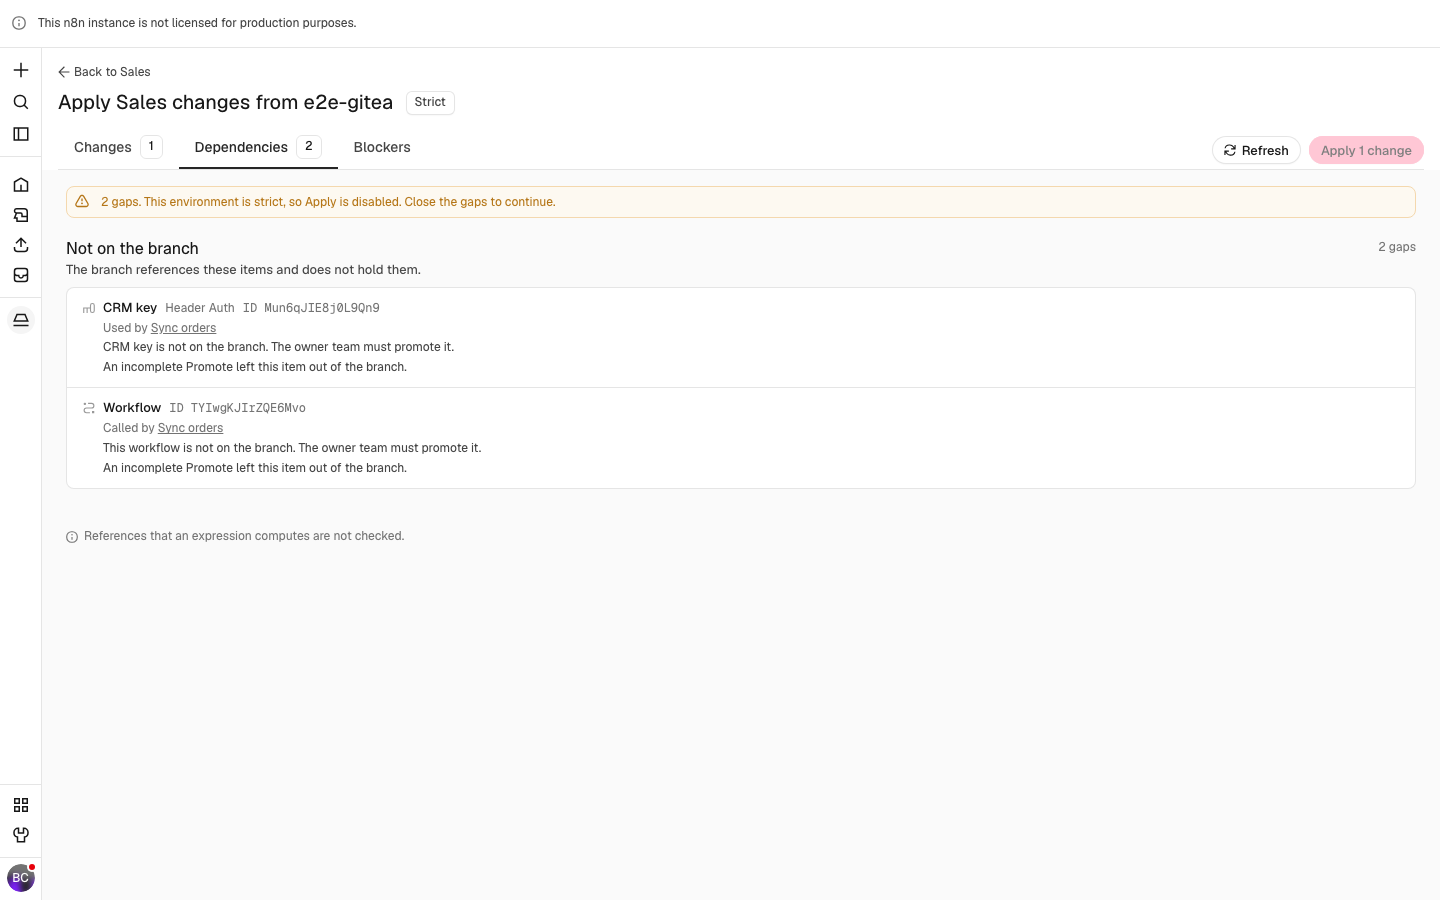 This n8n instance is not licensed for production purposes.
Back to Sales
Apply Sales changes from e2e-gitea Strict
Changes 1 Dependencies 2 Blockers Refresh Apply 1 change
2 gaps. This environment is strict, so Apply is disabled. Close the gaps to continue.
Not on the branch 2 gaps
The branch references these items and does not hold them.
CRM key Header Auth ID Mun6qJIE8j0L9Qn9
Used by Sync orders
CRM key is not on the branch. The owner team must promote it.
An incomplete Promote left this item out of the branch.
Workflow ID TYIwgKJIrZQE6Mvo
Called by Sync orders
This workflow is not on the branch. The owner team must promote it.
An incomplete Promote left this item out of the branch.
References that an expression computes are not checked.
BC